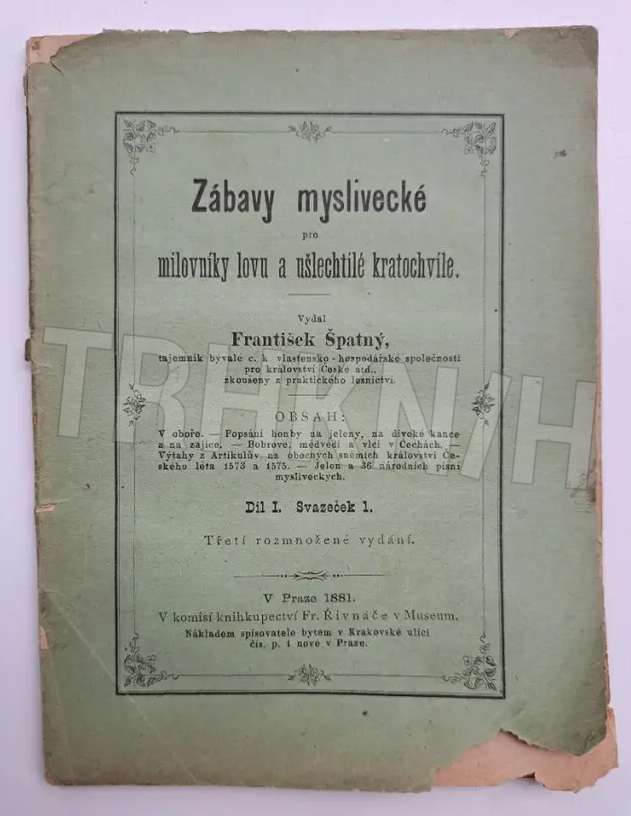 Zábavy myslivecké
pro
milovníky lovu a ušlechtilé kratochvíle.
Vydal
František Špatný,
tajemník bývalé c. k. vlastensko-hospodářské společnosti
pro království České atd.,
zkoušený z praktického lesnictví.
OBSAH:
V oboře. — Popsání honby na jeleny, na divoké kance
a na zajíce. — Bobrové, medvědi a vlci v Čechách. —
Výtahy z Artikulův na obecných sněmích království Če-
ského léta 1573 a 1575. — Jelen a 36 národních písní
mysliveckých.
Díl I. Svazeček 1.
Třetí rozmnožené vydání.
V Praze 1881.
V komisí knihkupectví Fr. Řivnáče v Museum.
Nákladem spisovatele bytem v Krakovské ulici
čís. p. 1 nové v Praze.
TRHKNIH